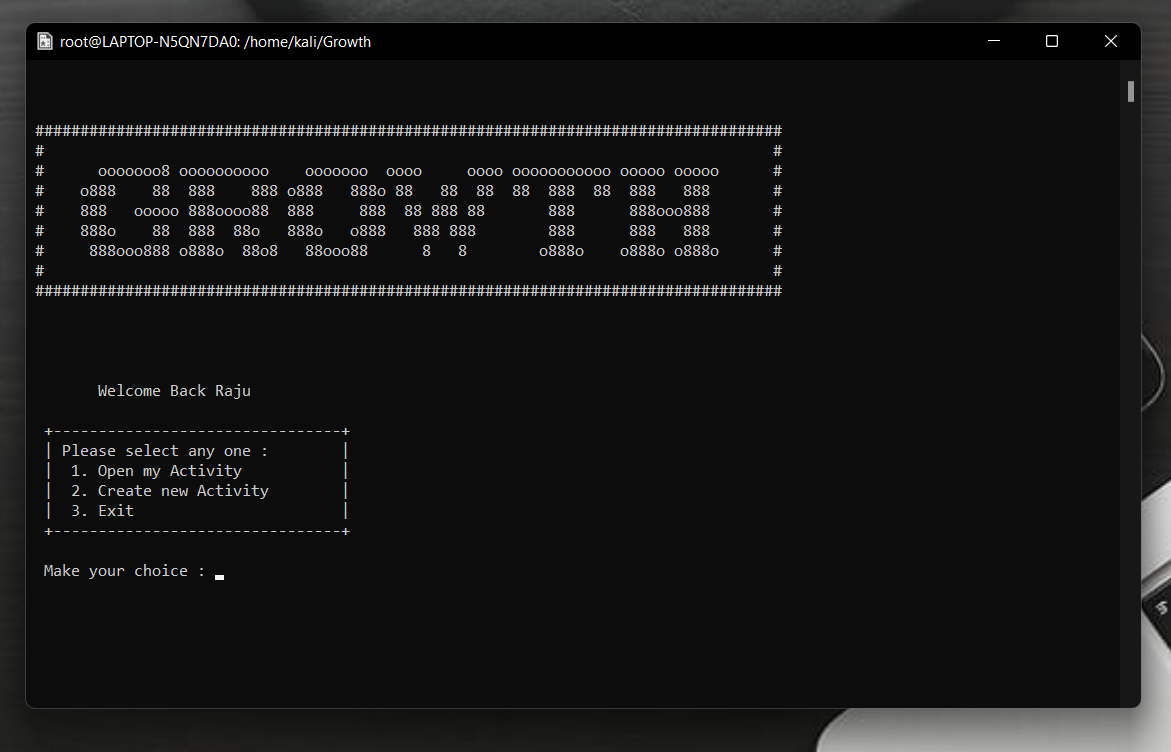 root@LAPTOP-N5QN7DA0: /home/kali/Growth
###################################################################################
#                                                                                 #
#      ooooooo8 oooooooooo    ooooooo  oooo     oooo ooooooooooo ooooo ooooo      #
#    o888    88  888    888 o888   888o 88   88  88  88  888  88  888   888       #
#    888   ooooo 888oooo88  888     888  88 888 88       888      888ooo888       #
#    888o    88  888  88o   888o   o888   888 888        888      888   888       #
#     888ooo888 o888o  88o8   88ooo88      8   8        o888o    o888o o888o      #
#                                                                                 #
###################################################################################
Welcome Back Raju
+--------------------------------+
| Please select any one :        |
|  1. Open my Activity           |
|  2. Create new Activity        |
|  3. Exit                       |
+--------------------------------+
Make your choice :